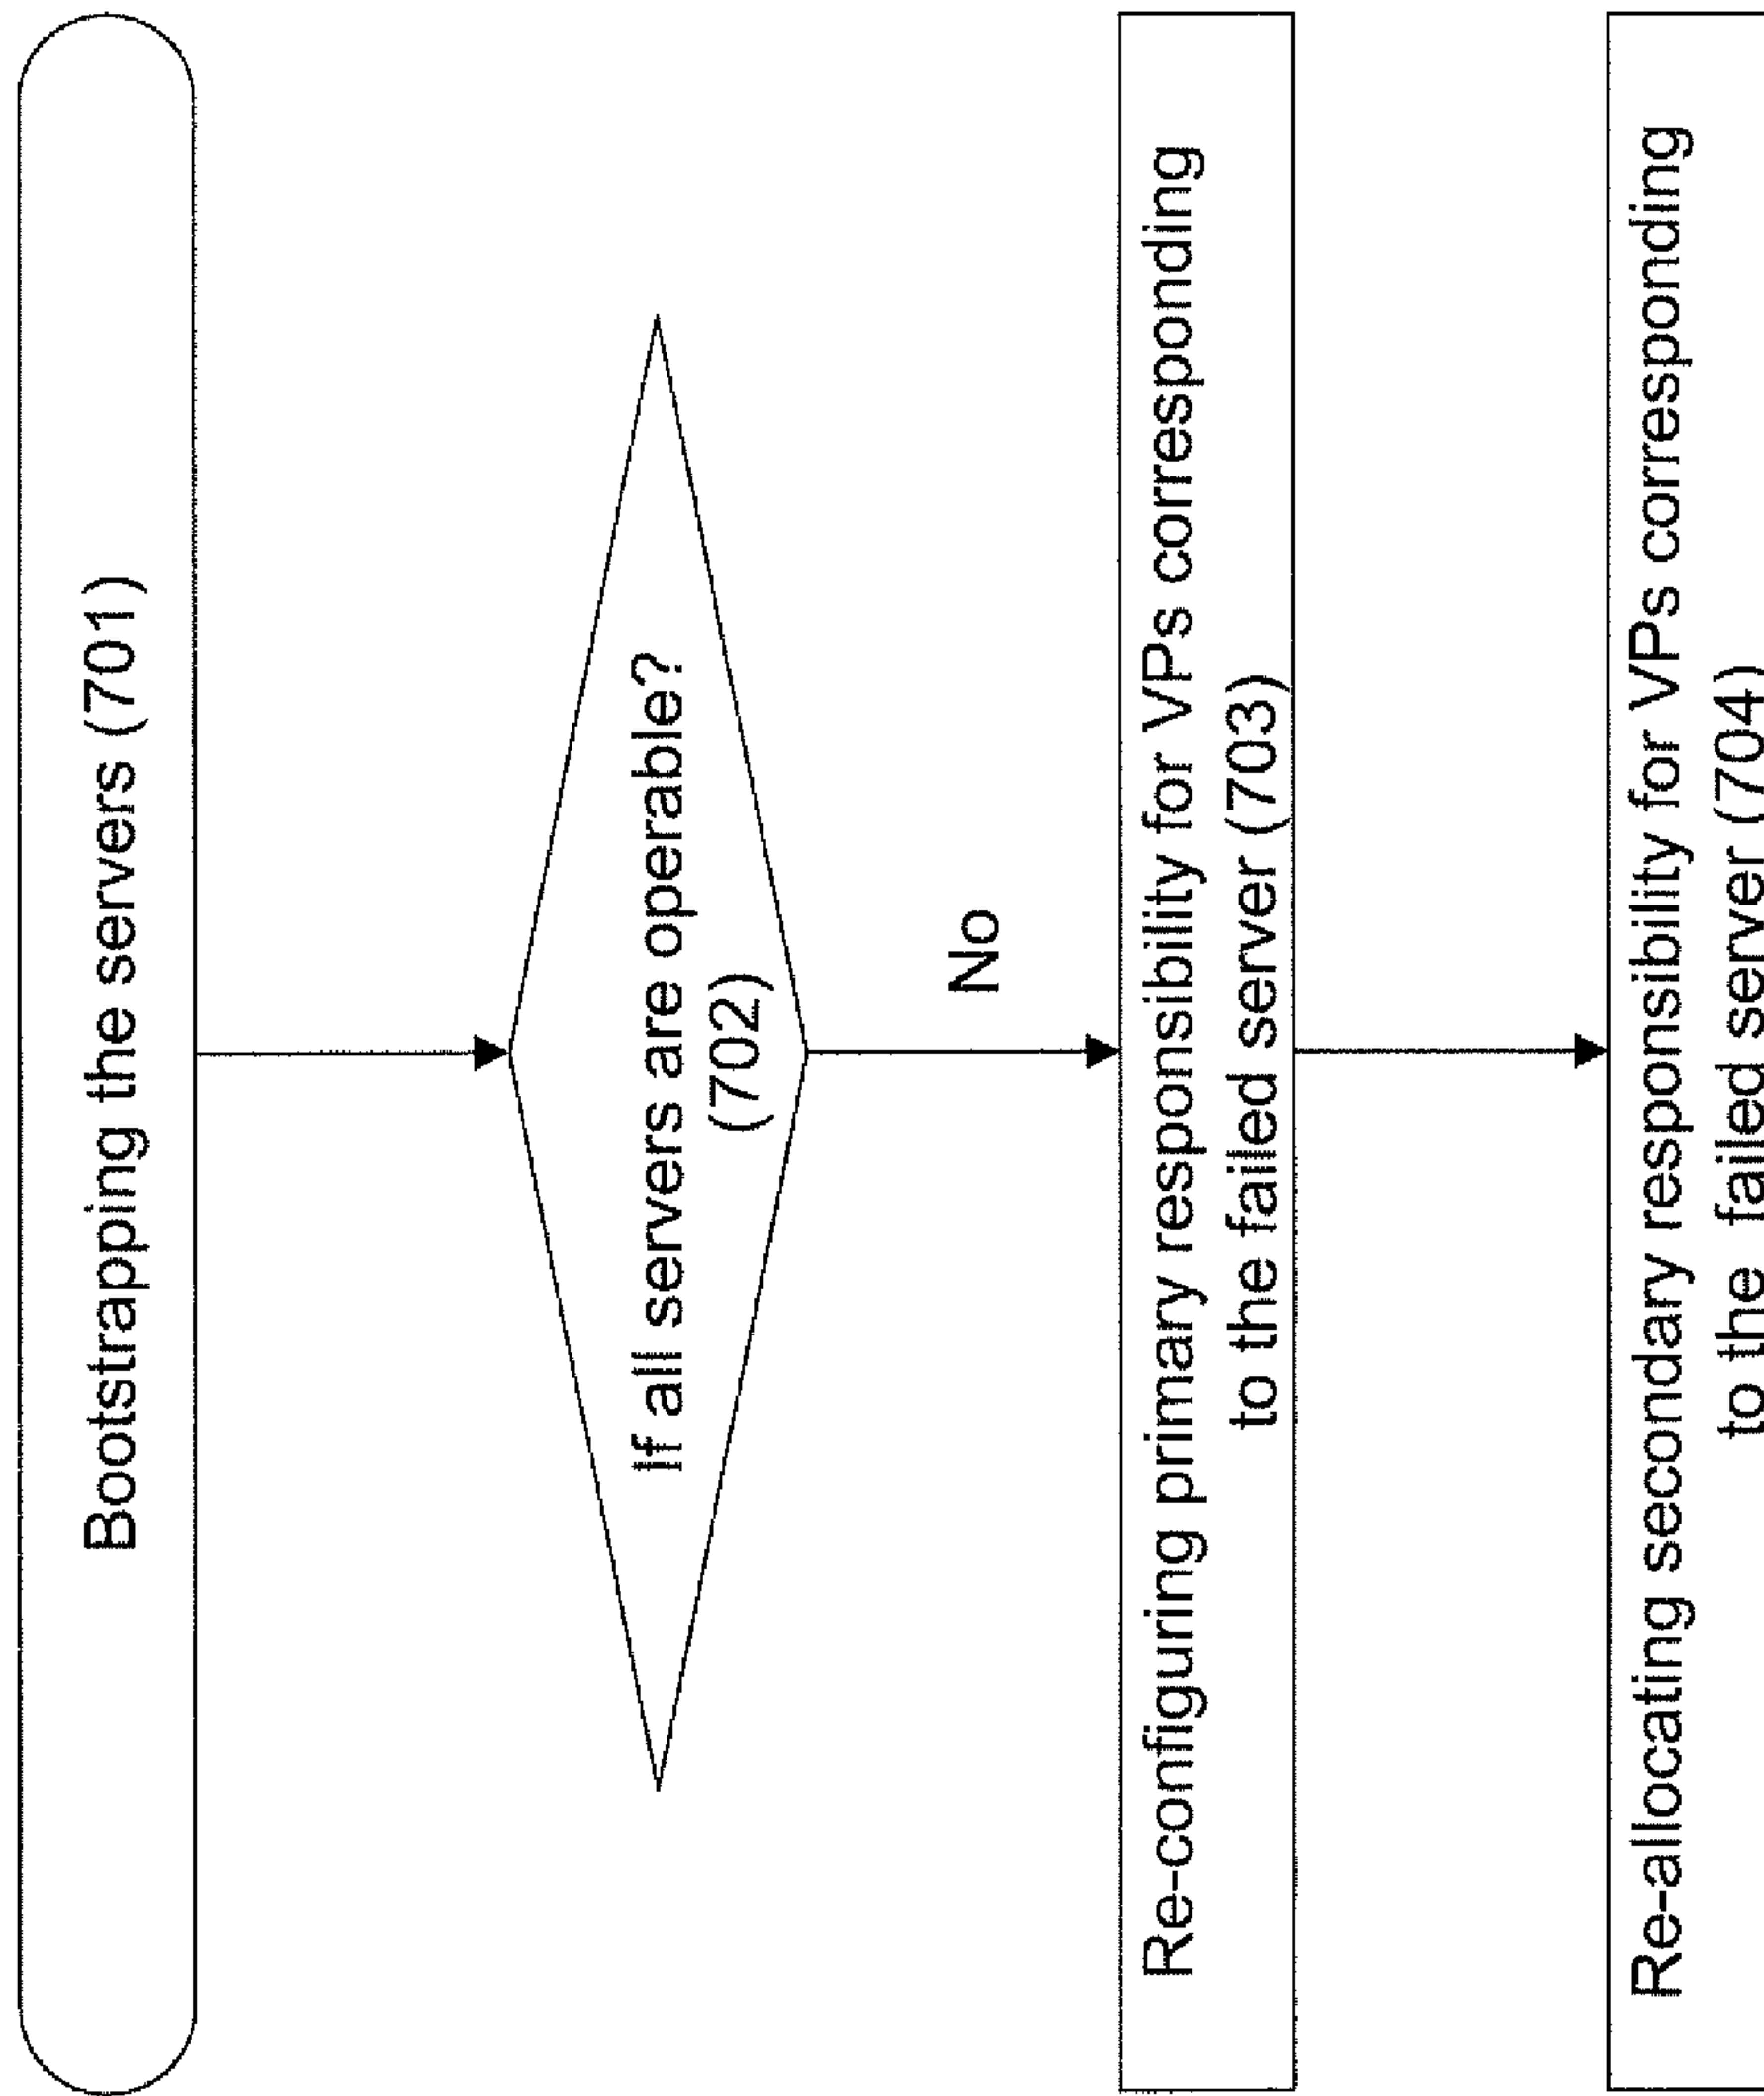 Bootstrapping the servers (701)
If all servers are operable?
(702)
No
Re-configuring primary responsibility for VPs corresponding
to the failed server (703)
Re-allocating secondary responsibility for VPs corresponding
to the failed server (704)